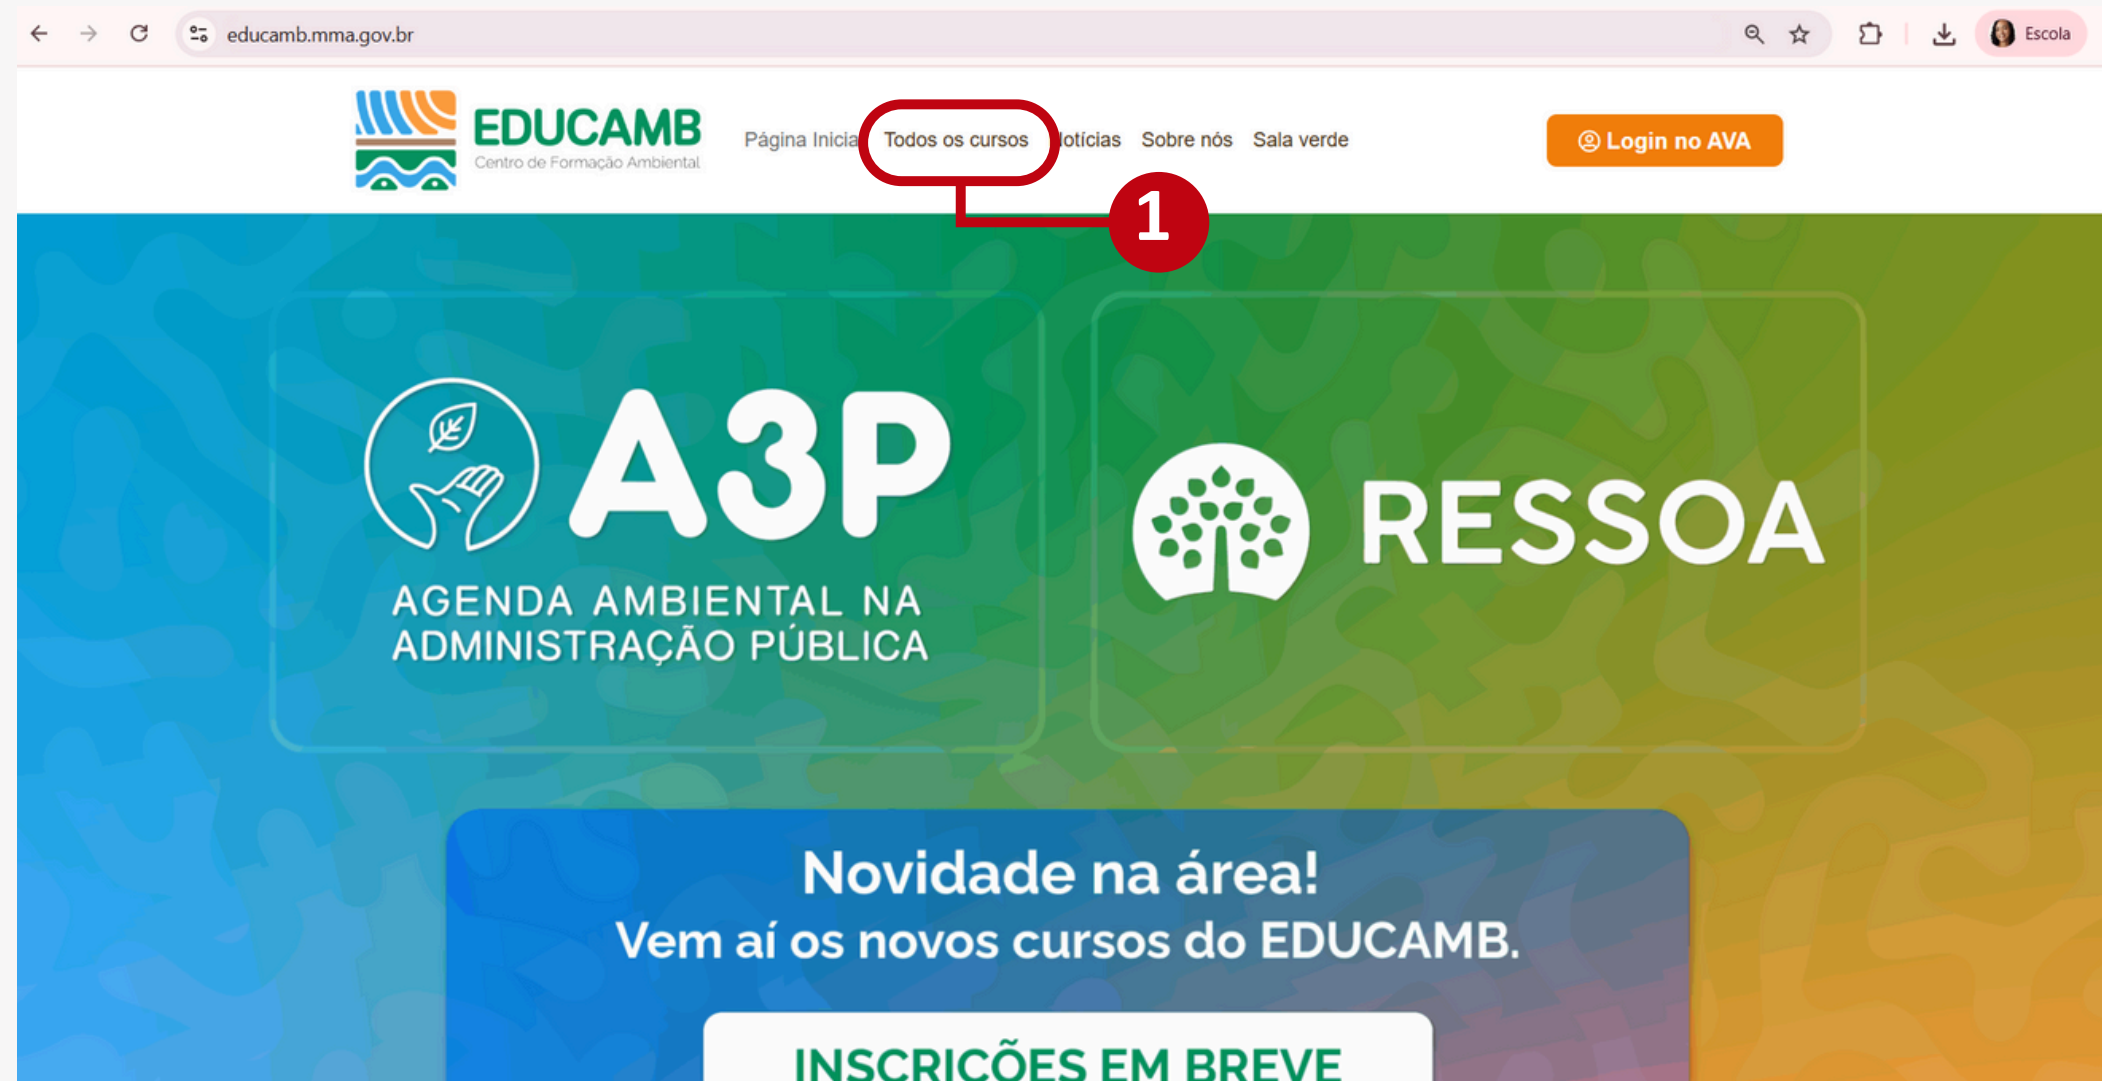 educamb.mma.gov.br
Escola
EDUCAMB
Centro de Formação Ambiental
Página Inicia Todos os cursos otícias Sobre nós Sala verde
Login no AVA
1
A3P
AGENDA AMBIENTAL NA
ADMINISTRAÇÃO PÚBLICA
RESSOA
Novidade na área!
Vem aí os novos cursos do EDUCAMB.
INSCRIÇÕES EM BREVE